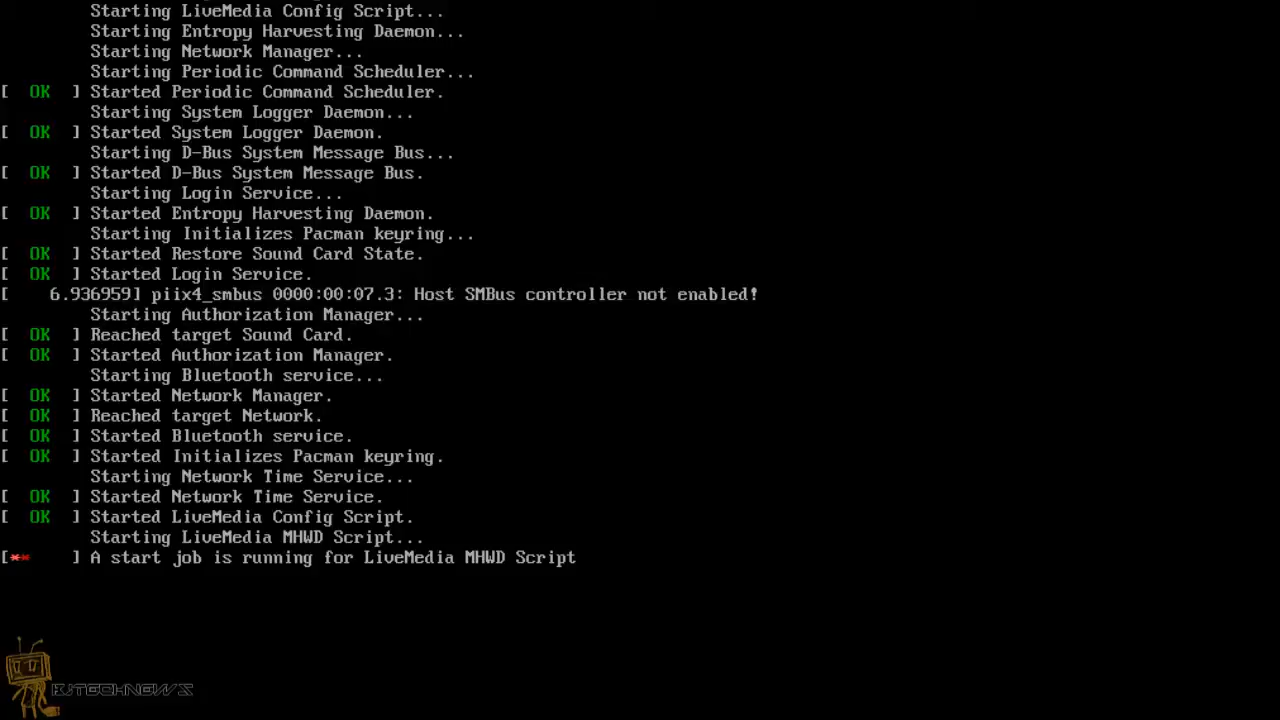 Starting LiveMedia Config Script...
Starting Entropy Harvesting Daemon...
Starting Network Manager...
Starting Periodic Command Scheduler...
[  OK  ] Started Periodic Command Scheduler.
Starting System Logger Daemon...
[  OK  ] Started System Logger Daemon.
Starting D-Bus System Message Bus...
[  OK  ] Started D-Bus System Message Bus.
Starting Login Service...
[  OK  ] Started Entropy Harvesting Daemon.
Starting Initializes Pacman keyring...
[  OK  ] Started Restore Sound Card State.
[  OK  ] Started Login Service.
[    6.936959] piix4_smbus 0000:00:07.3: Host SMBus controller not enabled!
Starting Authorization Manager...
[  OK  ] Reached target Sound Card.
[  OK  ] Started Authorization Manager.
Starting Bluetooth service...
[  OK  ] Started Network Manager.
[  OK  ] Reached target Network.
[  OK  ] Started Bluetooth service.
[  OK  ] Started Initializes Pacman keyring.
Starting Network Time Service...
[  OK  ] Started Network Time Service.
[  OK  ] Started LiveMedia Config Script.
Starting LiveMedia MHWD Script...
[**    ] A start job is running for LiveMedia MHWD Script